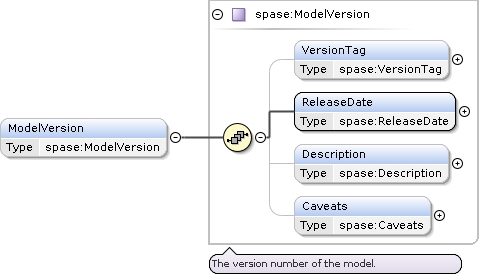 spase:ModelVersion
VersionTag
Type spase:VersionTag
ReleaseDate
Type spase:ReleaseDate
ModelVersion
Type spase:ModelVersion
Description
Type spase:Description
Caveats
Type spase:Caveats
The version number of the model.